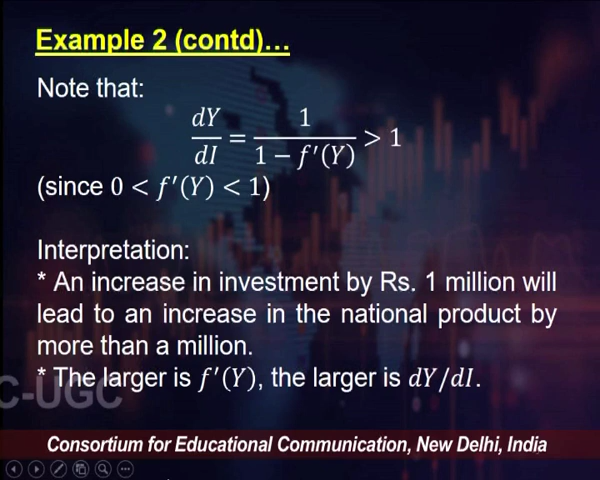 Example 2 (contd)…
Note that:
dY/dI = 1/(1 − f′(Y)) > 1
(since 0 < f′(Y) < 1)
Interpretation:
* An increase in investment by Rs. 1 million will
lead to an increase in the national product by
more than a million.
* The larger is f′(Y), the larger is dY/dI.
C-UGC
Consortium for Educational Communication, New Delhi, India